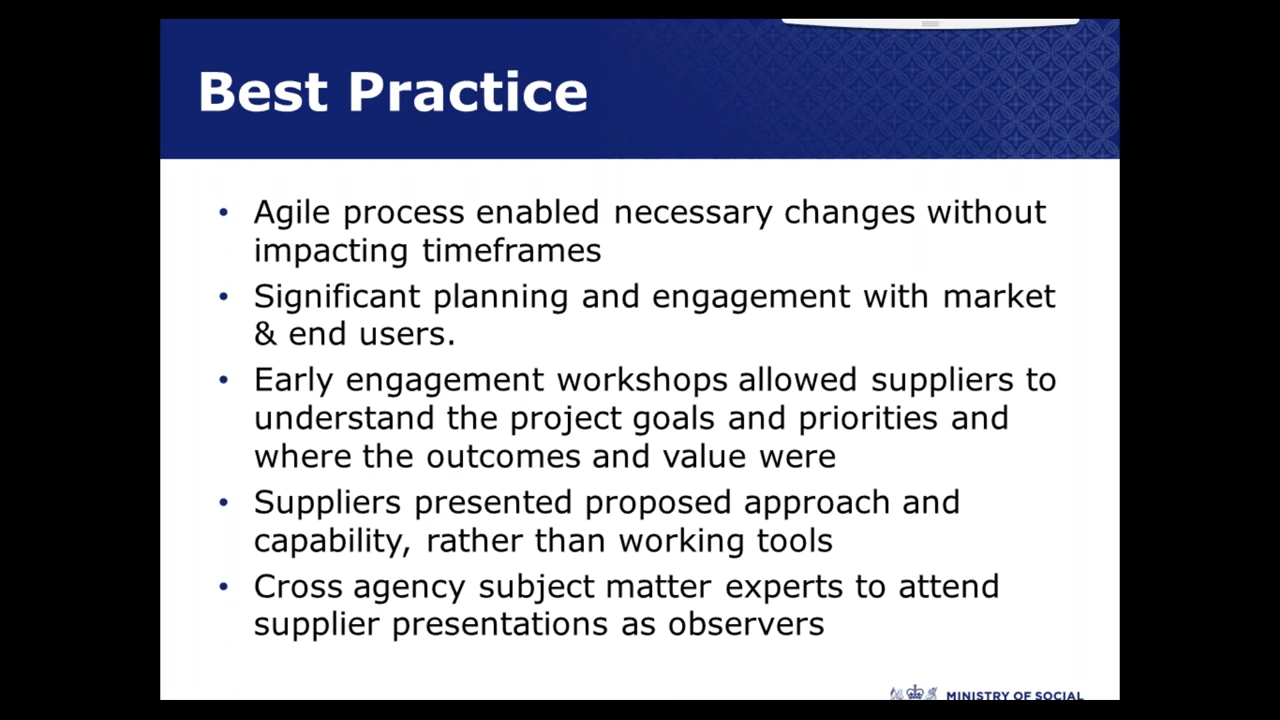 Best Practice
• Agile process enabled necessary changes without
impacting timeframes
• Significant planning and engagement with market
& end users.
• Early engagement workshops allowed suppliers to
understand the project goals and priorities and
where the outcomes and value were
• Suppliers presented proposed approach and
capability, rather than working tools
• Cross agency subject matter experts to attend
supplier presentations as observers
MINISTRY OF SOCIAL